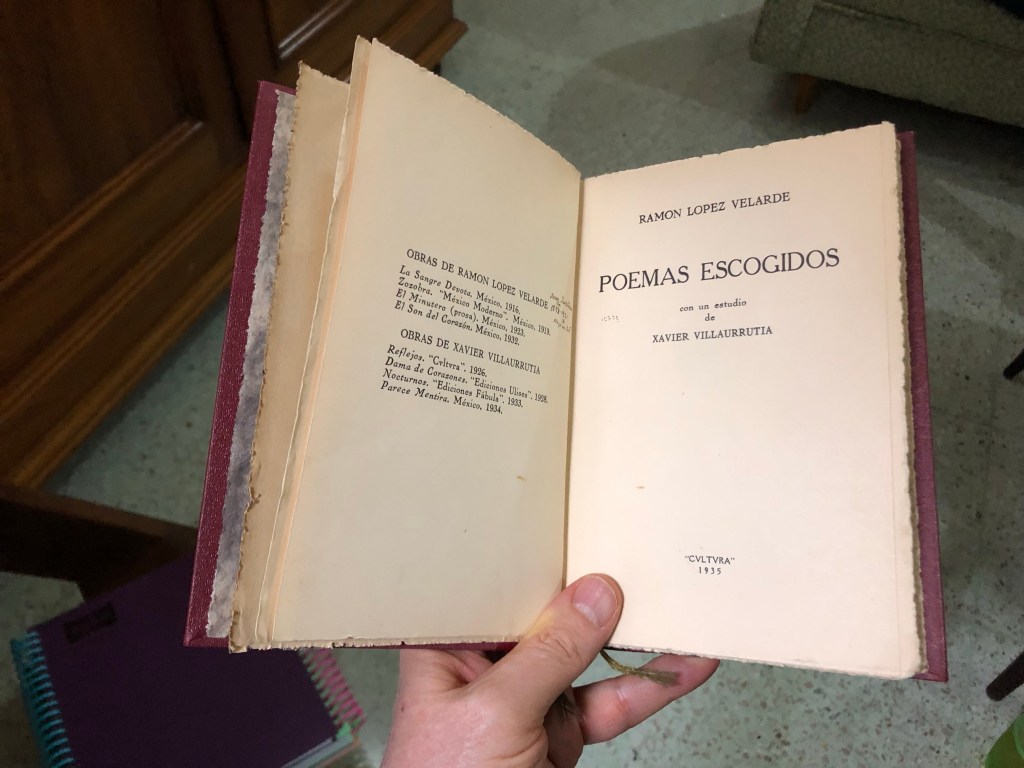 OBRAS DE RAMON LOPEZ VELARDE
La Sangre Devota. México, 1916.
Zozobra. "México Moderno". México, 1919.
El Minutero (prosa). México, 1923.
El Son del Corazón. México, 1932.
OBRAS DE XAVIER VILLAURRUTIA
Reflejos. "Cvltvra". 1926.
Dama de Corazones. "Ediciones Ulises". 1928.
Nocturnos. "Ediciones Fábula". 1933.
Parece Mentira. México, 1934.
RAMON LOPEZ VELARDE
POEMAS ESCOGIDOS
con un estudio
de
XAVIER VILLAURRUTIA
"CVLTVRA"
1935